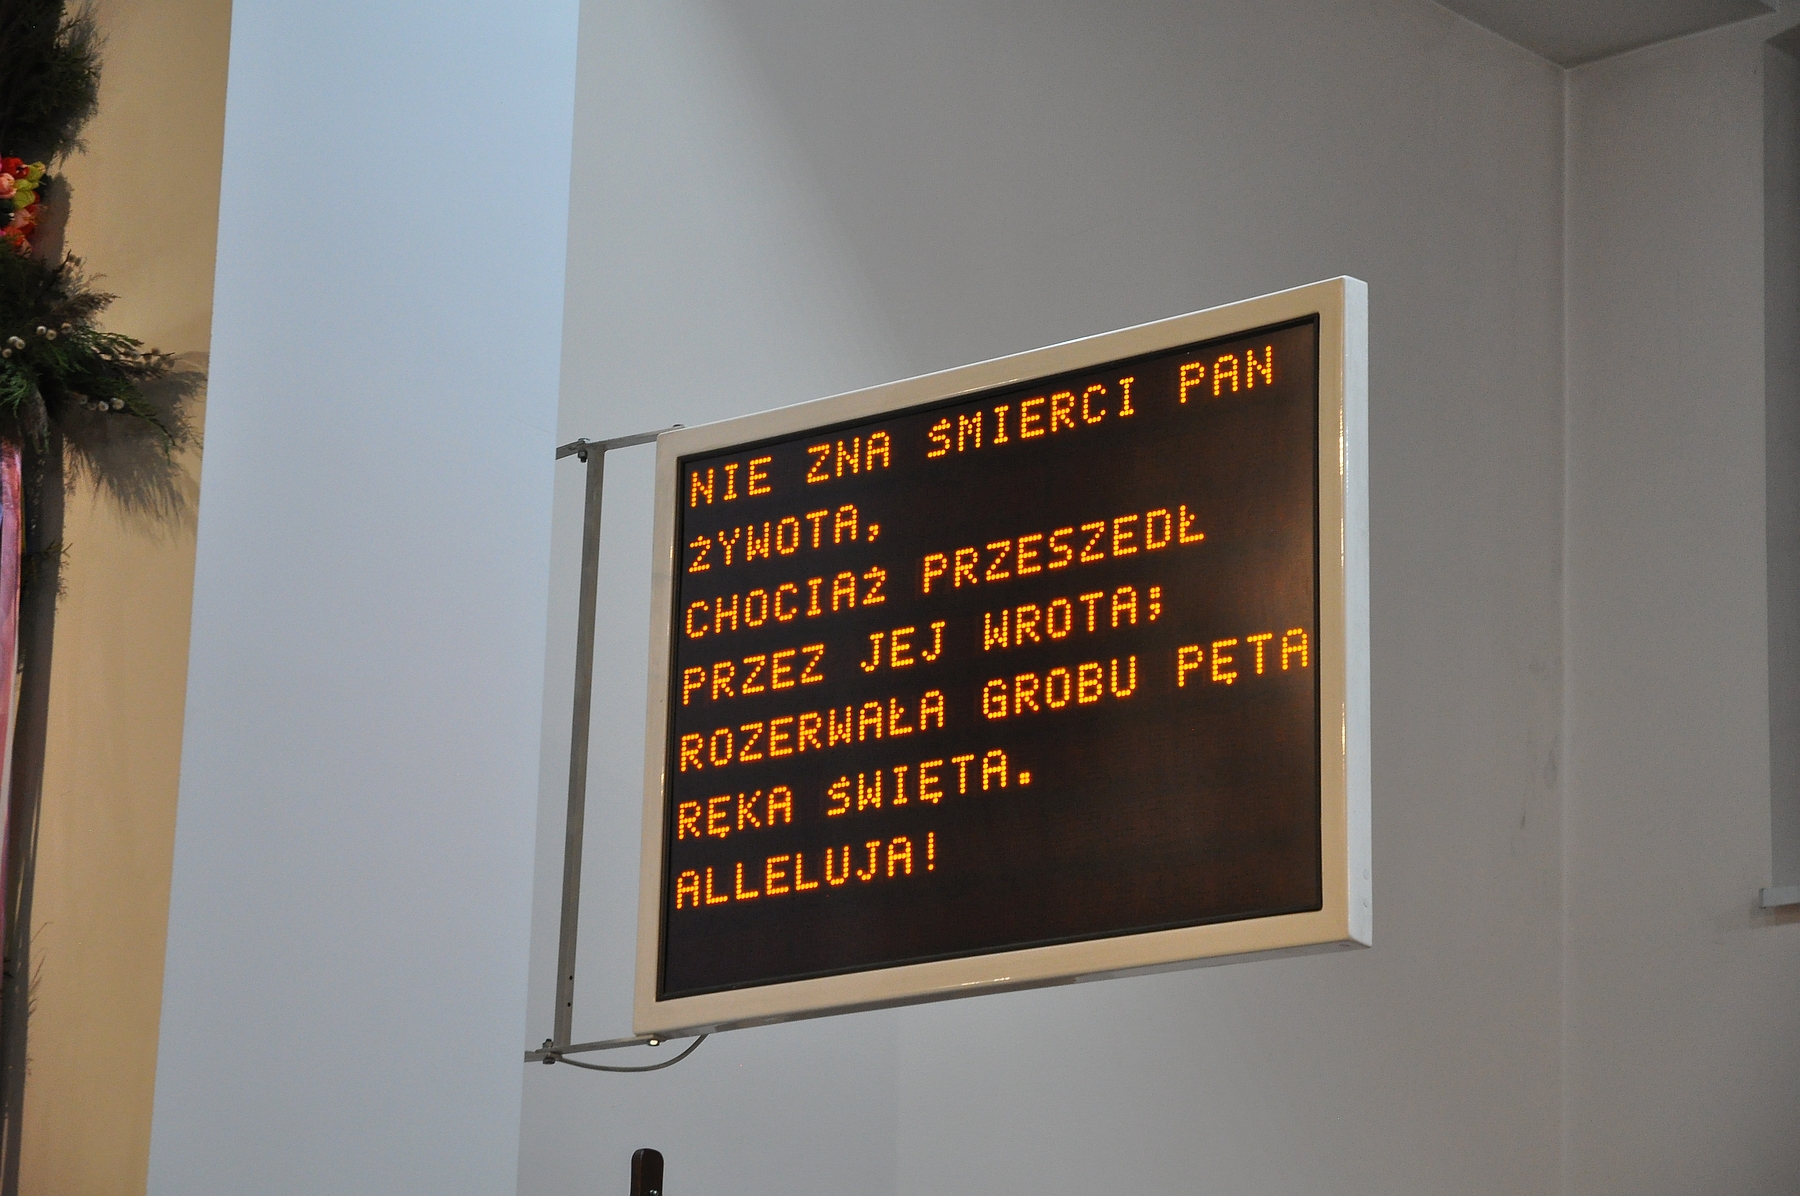 NIE ZNA ŚMIERCI PAN
ŻYWOTA,
CHOCIAŻ PRZESZEDŁ
PRZEZ JEJ WROTA;
ROZERWAŁA GROBU PĘTA
RĘKA ŚWIĘTA.
ALLELUJA!